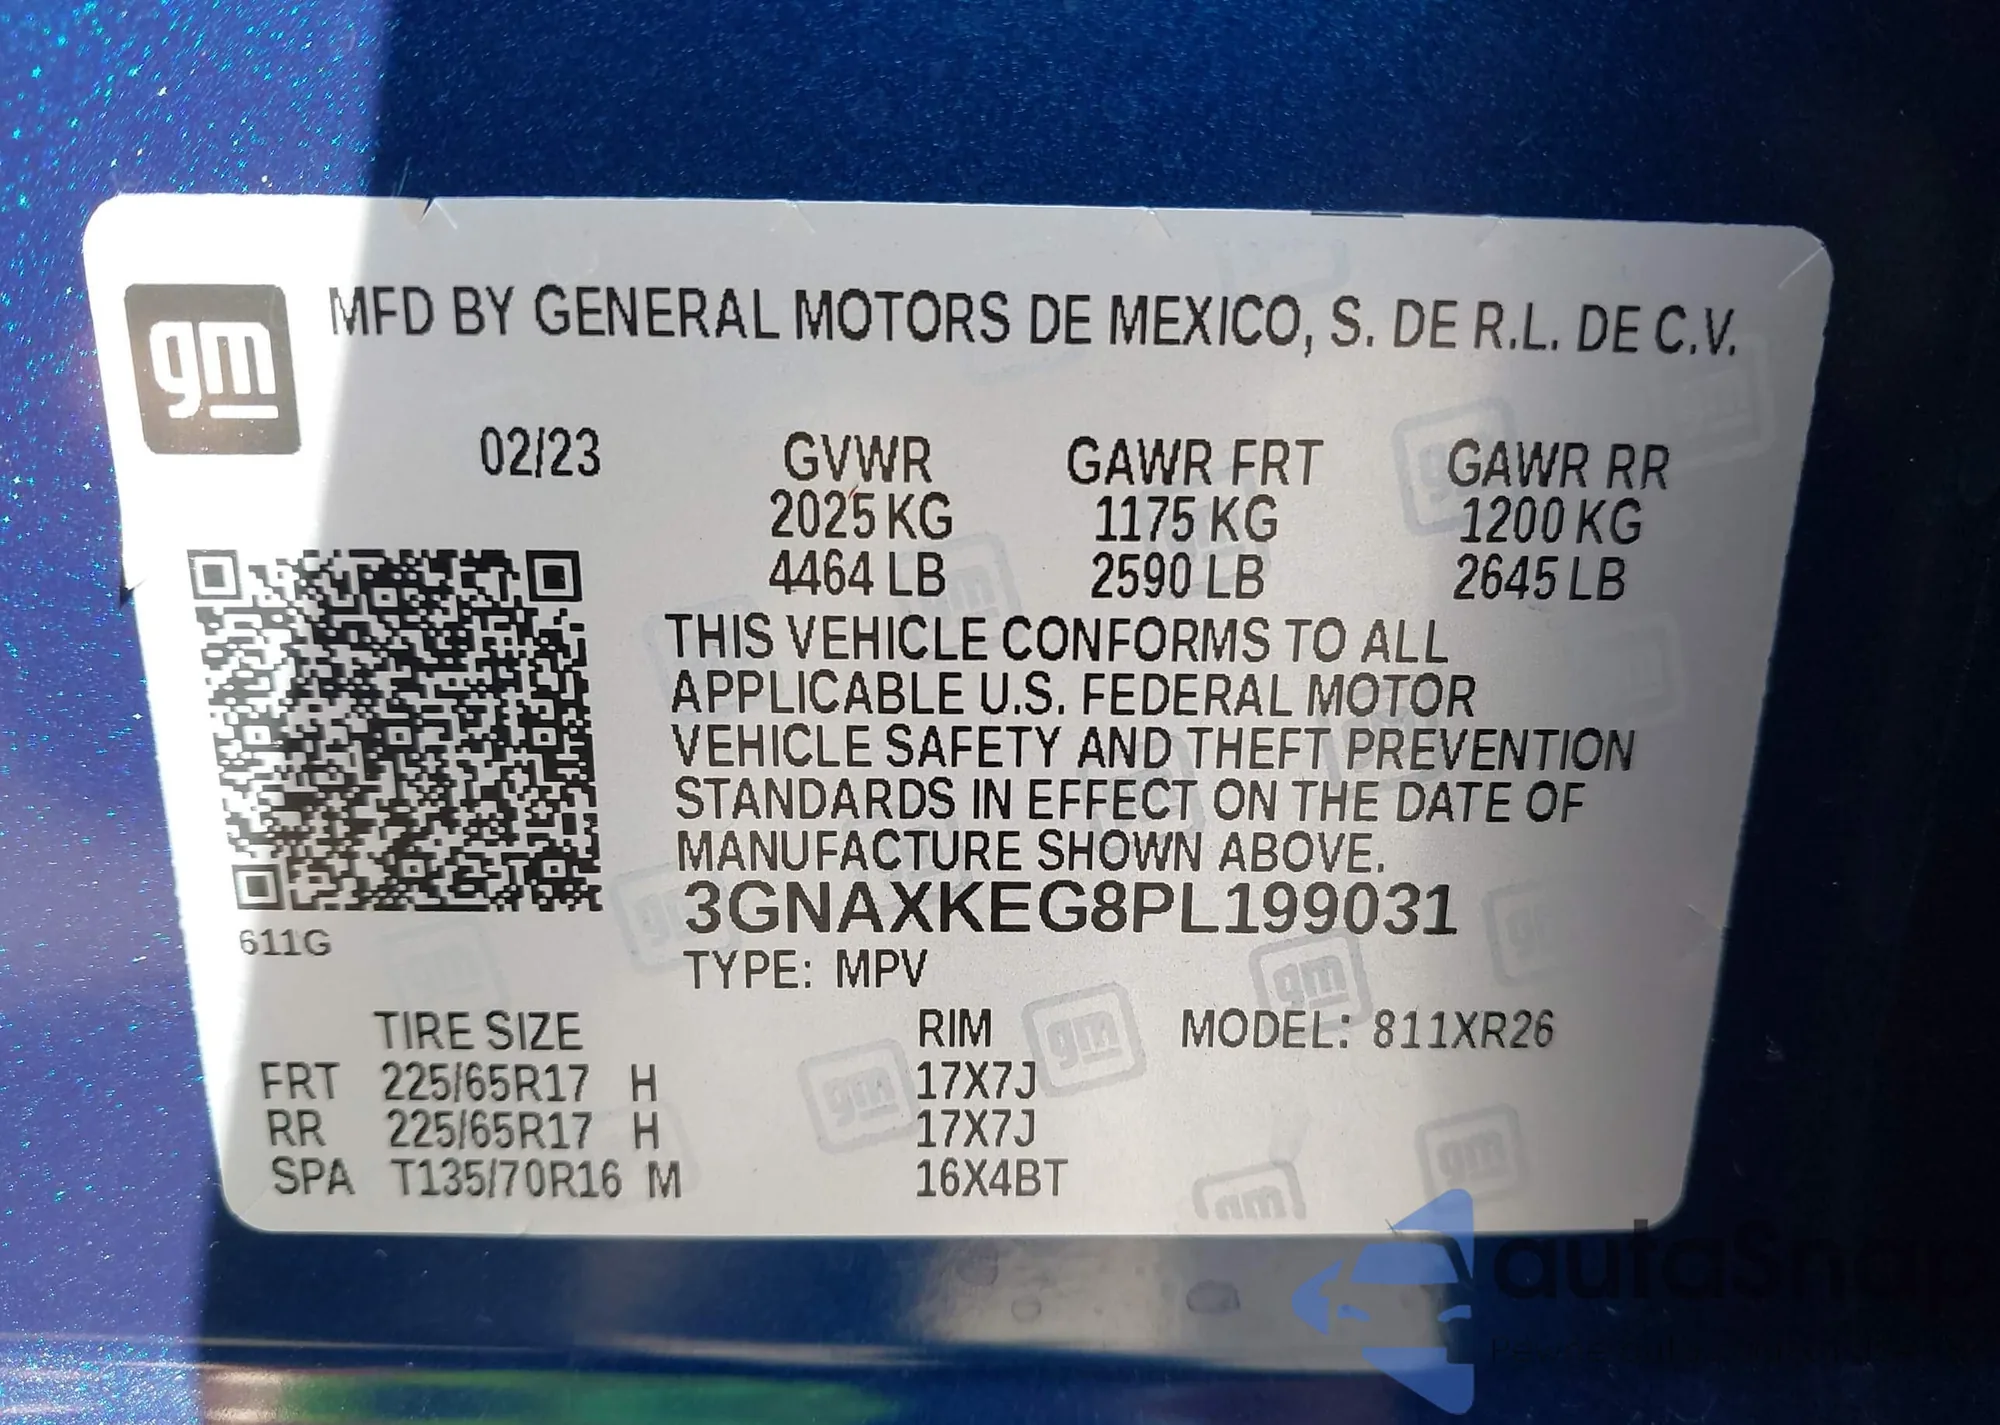 gm
MFD BY GENERAL MOTORS DE MEXICO, S. DE R.L. DE C.V.
02/23 GVWR GAWR FRT GAWR RR
2025 KG 1175 KG 1200 KG
4464 LB 2590 LB 2645 LB
THIS VEHICLE CONFORMS TO ALL
APPLICABLE U.S. FEDERAL MOTOR
VEHICLE SAFETY AND THEFT PREVENTION
STANDARDS IN EFFECT ON THE DATE OF
MANUFACTURE SHOWN ABOVE.
3GNAXKEG8PL199031
611G
TYPE: MPV
TIRE SIZE RIM MODEL: 811XR26
FRT 225/65R17 H 17X7J
RR 225/65R17 H 17X7J
SPA T135/70R16 M 16X4BT
autoSnap